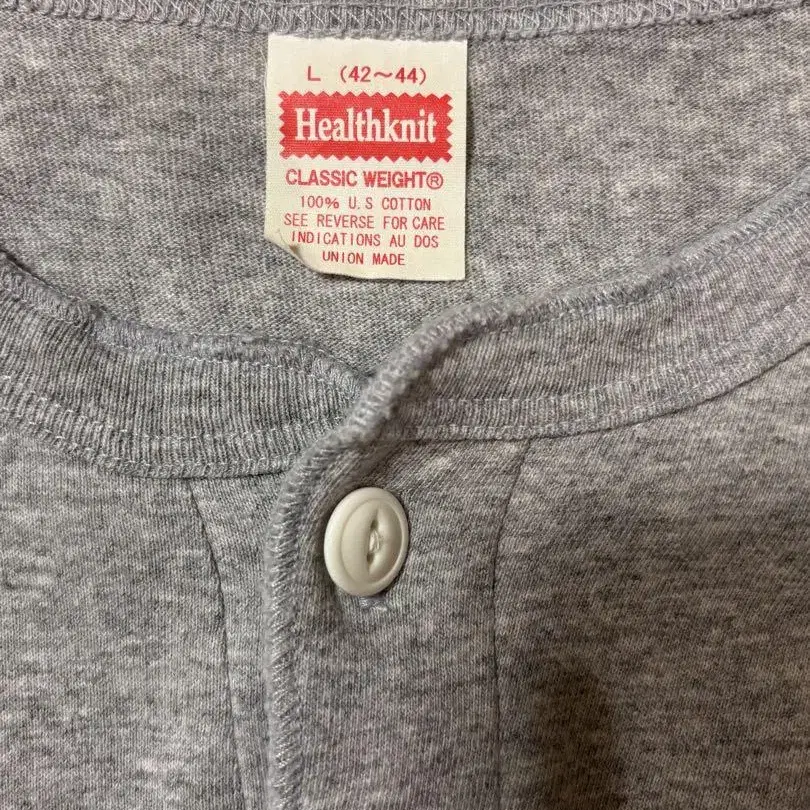 L (42～44)
Healthknit
CLASSIC WEIGHT®
100% U.S COTTON
SEE REVERSE FOR CARE
INDICATIONS AU DOS
UNION MADE